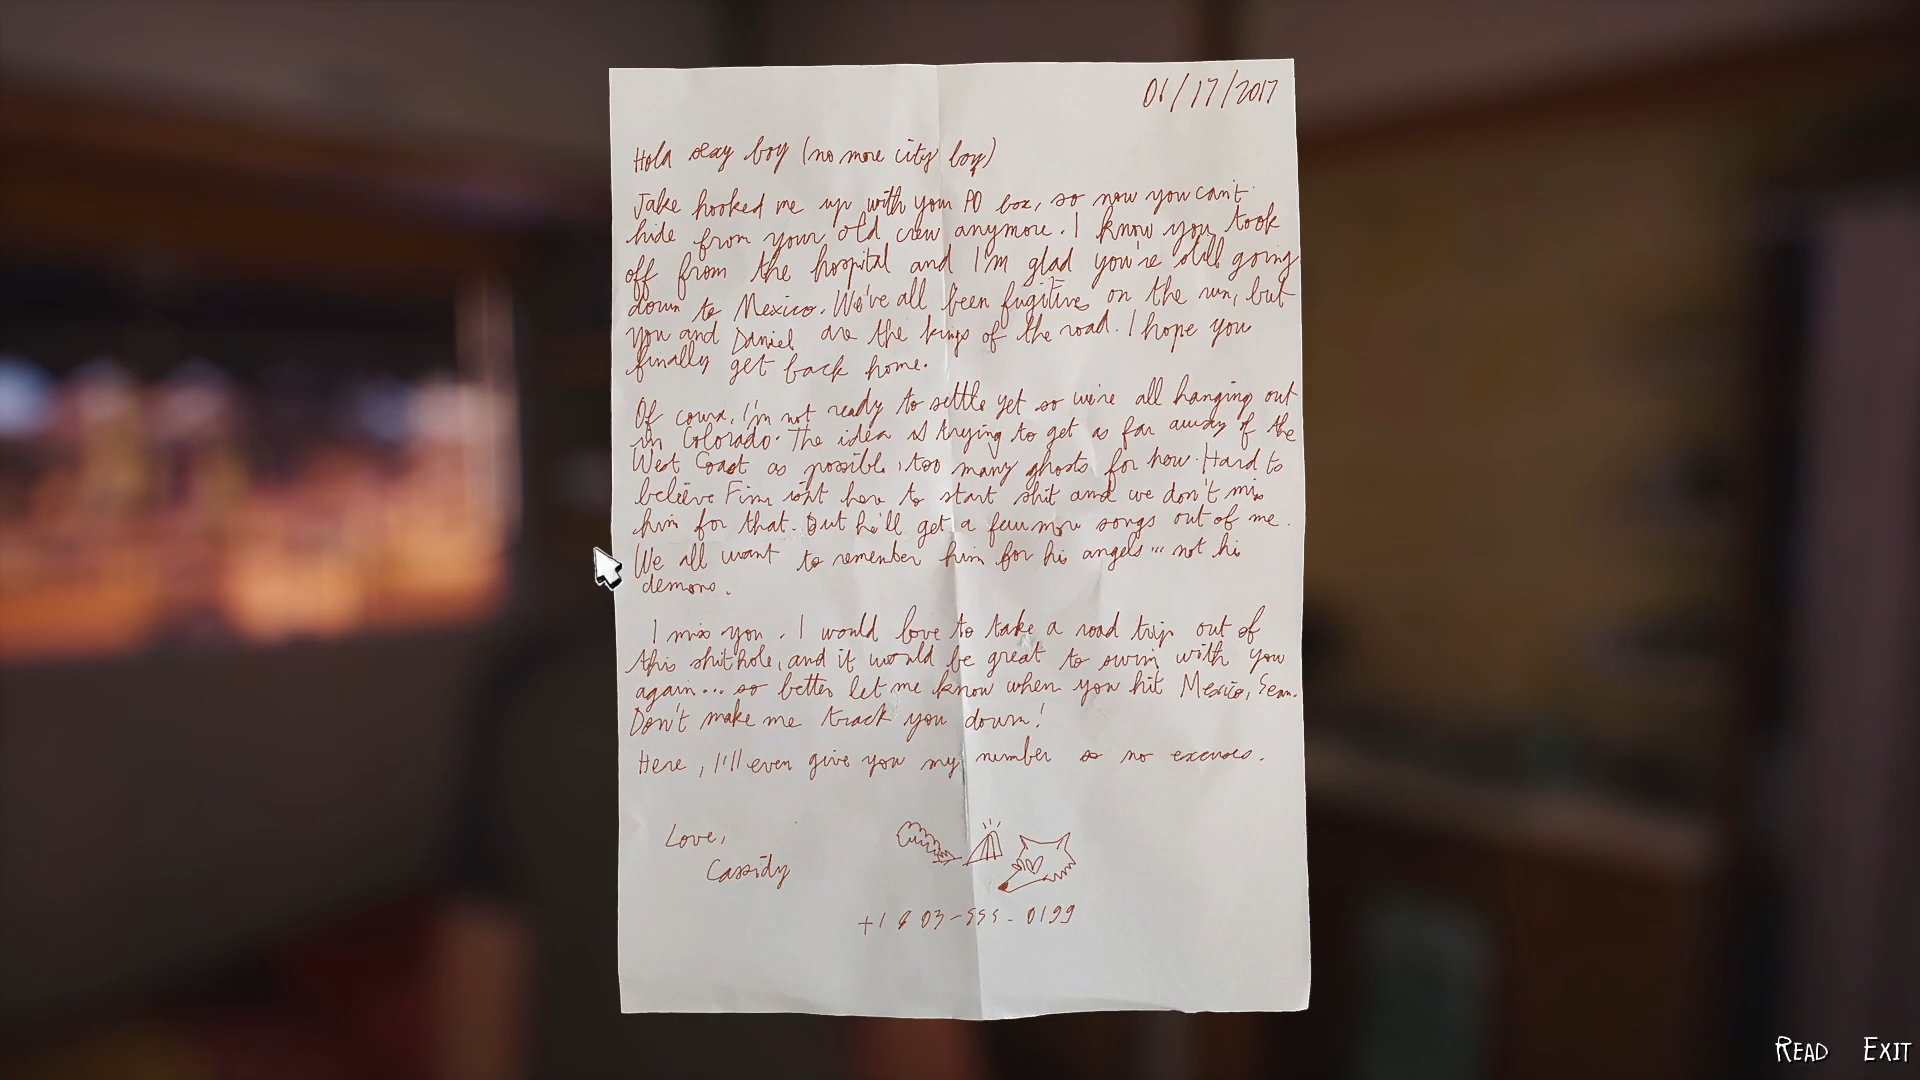 01/17/2017
Hola sexy boy (no more city boy)
Jake hooked me up with your PO box, so now you can't
hide from your old crew anymore. I know you took
off from the hospital and I'm glad you're still going
down to Mexico. We've all been fugitives on the run, but
you and Daniel are the kings of the road. I hope you
finally get back home.
Of course, I'm not ready to settle yet so we're all hanging out
in Colorado. The idea is trying to get as far away of the
West Coast as possible, too many ghosts for now. Hard to
believe Finn isn't here to start shit and we don't miss
him for that. But he'll get a few more songs out of me.
We all want to remember him for his angels... not his
demons.
I miss you. I would love to take a road trip out of
this shithole, and it would be great to swim with you
again... so better let me know when you hit Mexico, Sean.
Don't make me track you down!
Here, I'll even give you my number so no excuses.
Love,
Cassidy
+1 803-555-0199
READ EXIT